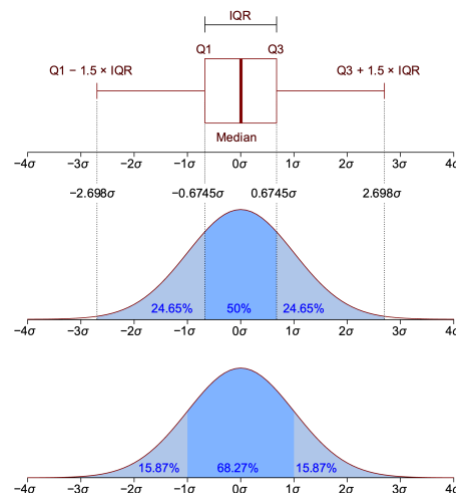 IQR
Q1 Q3
Q1 − 1.5 × IQR Q3 + 1.5 × IQR
Median
−4σ −3σ −2σ −1σ 0σ 1σ 2σ 3σ 4σ
−2.698σ −0.6745σ 0.6745σ 2.698σ
24.65% 50% 24.65%
−4σ −3σ −2σ −1σ 0σ 1σ 2σ 3σ 4σ
15.87% 68.27% 15.87%
−4σ −3σ −2σ −1σ 0σ 1σ 2σ 3σ 4σ